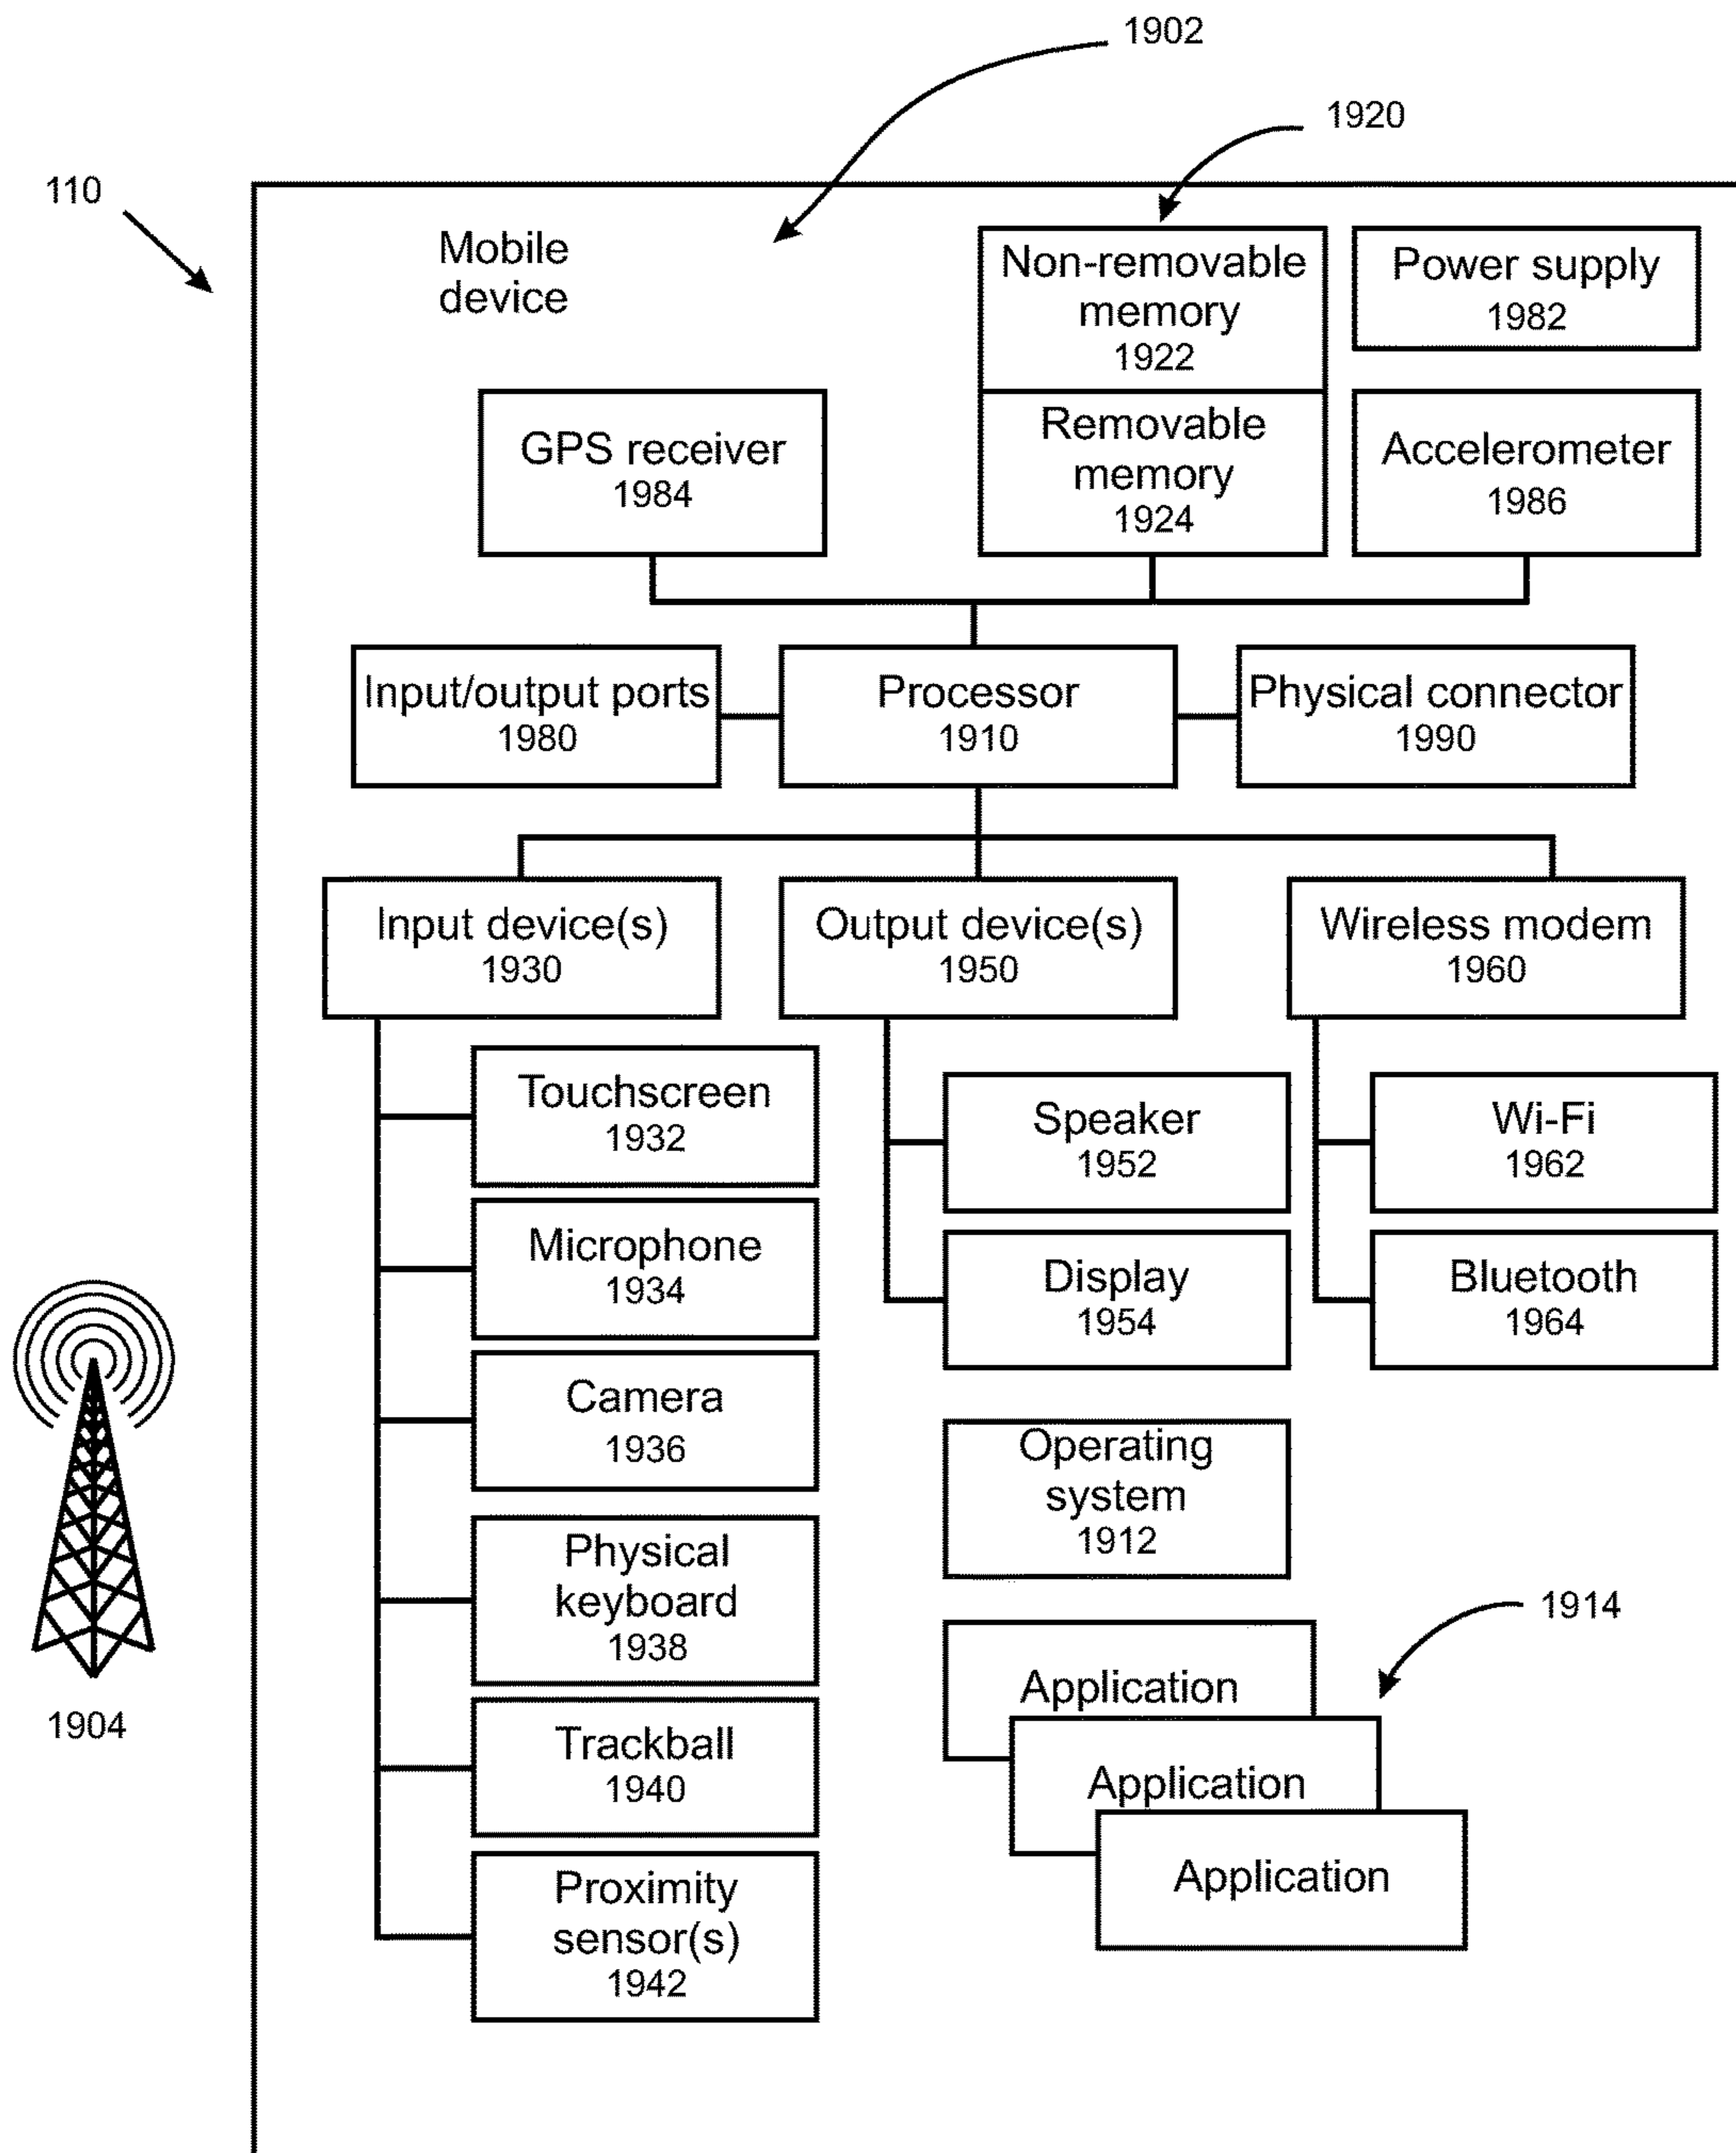 1902
1920
110
Mobile
device
Non-removable
memory
1922
Power supply
1982
GPS receiver
1984
Removable
memory
1924
Accelerometer
1986
Input/output ports
1980
Processor
1910
Physical connector
1990
Input device(s)
1930
Output device(s)
1950
Wireless modem
1960
Touchscreen
1932
Speaker
1952
Wi-Fi
1962
Microphone
1934
Display
1954
Bluetooth
1964
Camera
1936
Operating
system
1912
Physical
keyboard
1938
1914
Application
1904
Trackball
1940
Application
Application
Proximity
sensor(s)
1942